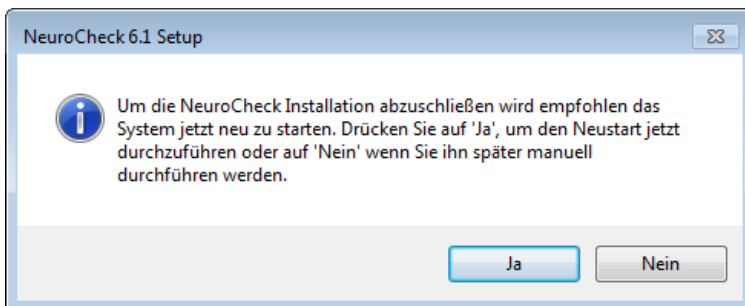 NeuroCheck 6.1 Setup
Um die NeuroCheck Installation abzuschließen wird empfohlen das
System jetzt neu zu starten. Drücken Sie auf 'Ja', um den Neustart jetzt
durchzuführen oder auf 'Nein' wenn Sie ihn später manuell
durchführen werden.
Ja
Nein